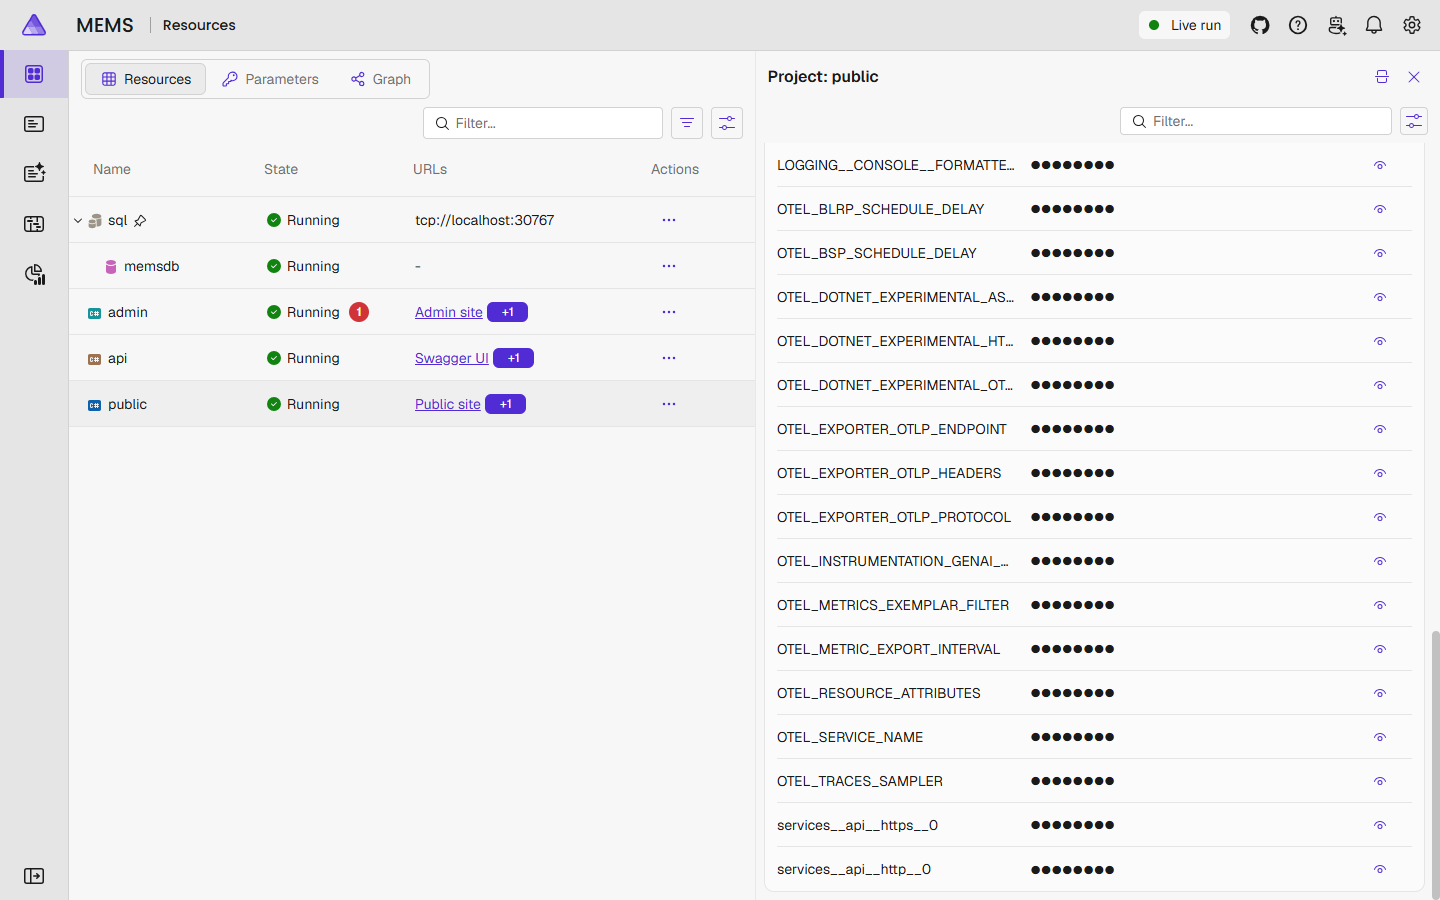 MEMS
Resources
Live run
Resources
Parameters
Graph
Filter...
Name
State
URLs
Actions
sql
Running
tcp://localhost:30767
memsdb
Running
-
admin
Running
1
Admin site
+1
api
Running
Swagger UI
+1
public
Running
Public site
+1
Project: public
Filter...
LOGGING__CONSOLE__FORMATTE...
OTEL_BLRP_SCHEDULE_DELAY
OTEL_BSP_SCHEDULE_DELAY
OTEL_DOTNET_EXPERIMENTAL_AS...
OTEL_DOTNET_EXPERIMENTAL_HT...
OTEL_DOTNET_EXPERIMENTAL_OT...
OTEL_EXPORTER_OTLP_ENDPOINT
OTEL_EXPORTER_OTLP_HEADERS
OTEL_EXPORTER_OTLP_PROTOCOL
OTEL_INSTRUMENTATION_GENAI_...
OTEL_METRICS_EXEMPLAR_FILTER
OTEL_METRIC_EXPORT_INTERVAL
OTEL_RESOURCE_ATTRIBUTES
OTEL_SERVICE_NAME
OTEL_TRACES_SAMPLER
services__api__https__0
services__api__http__0